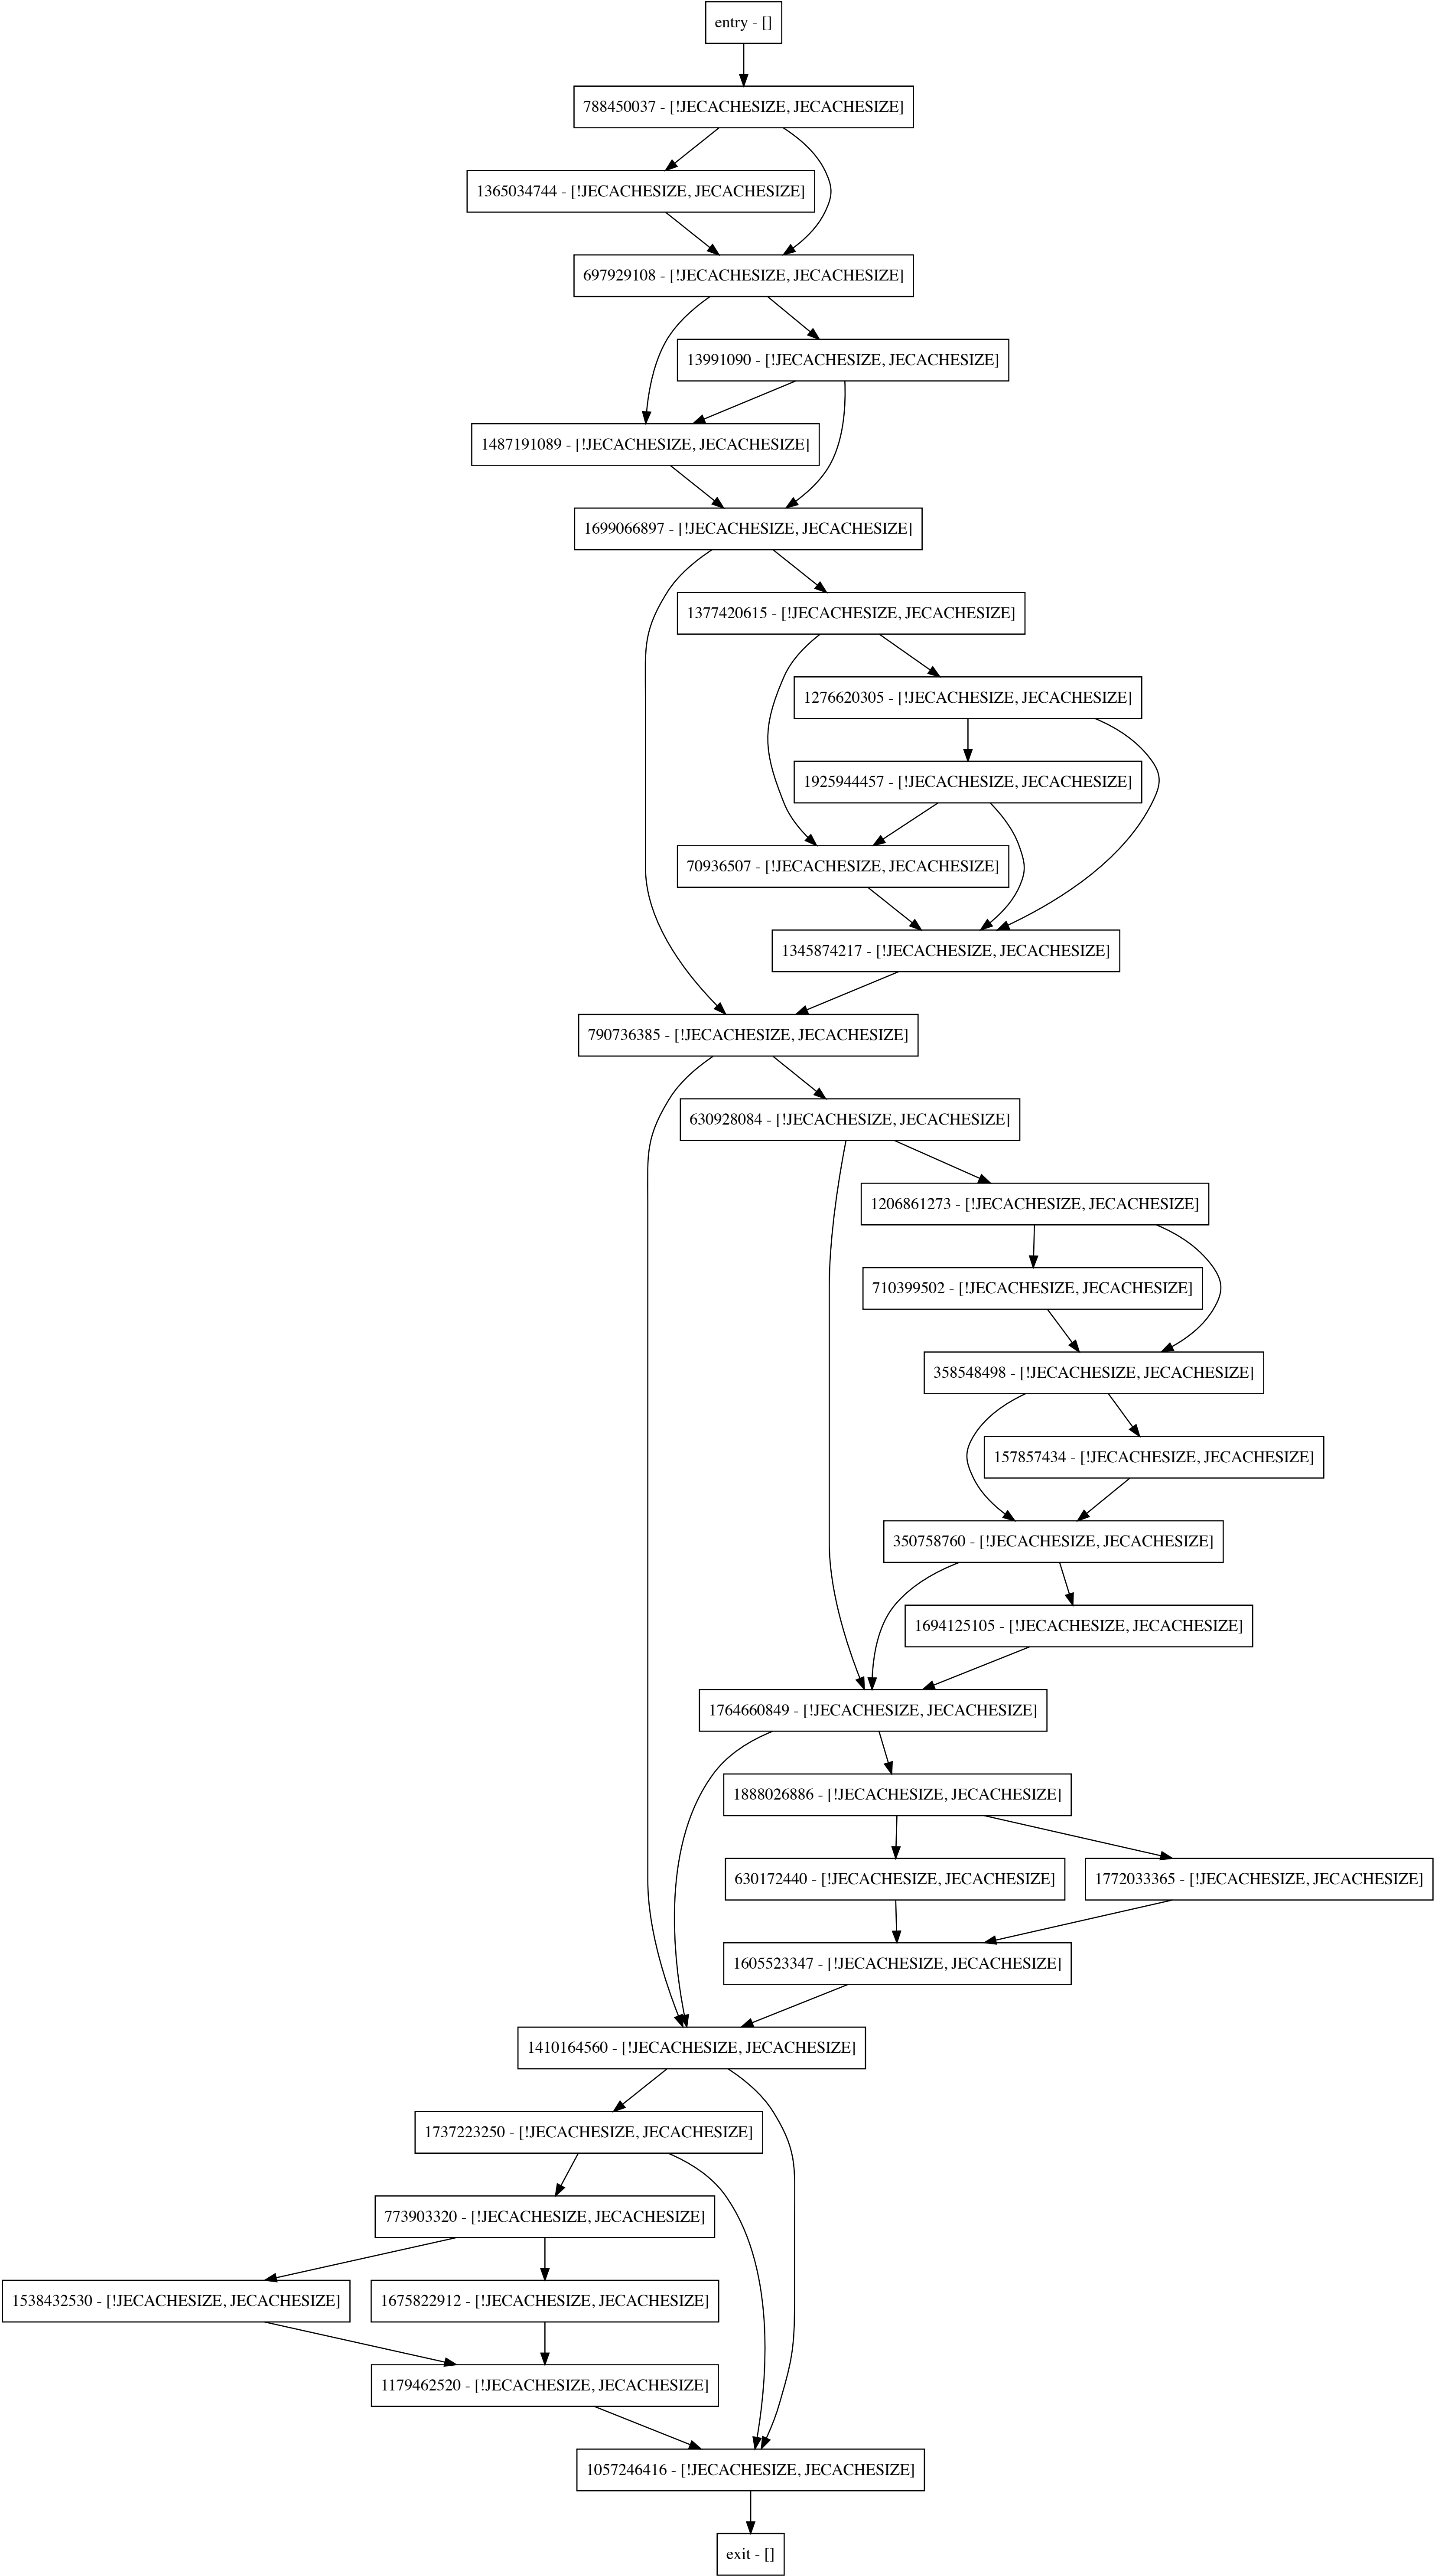 entry - []
788450037 - [!JECACHESIZE, JECACHESIZE]
1365034744 - [!JECACHESIZE, JECACHESIZE]
697929108 - [!JECACHESIZE, JECACHESIZE]
13991090 - [!JECACHESIZE, JECACHESIZE]
1487191089 - [!JECACHESIZE, JECACHESIZE]
1699066897 - [!JECACHESIZE, JECACHESIZE]
1377420615 - [!JECACHESIZE, JECACHESIZE]
1276620305 - [!JECACHESIZE, JECACHESIZE]
1925944457 - [!JECACHESIZE, JECACHESIZE]
70936507 - [!JECACHESIZE, JECACHESIZE]
1345874217 - [!JECACHESIZE, JECACHESIZE]
790736385 - [!JECACHESIZE, JECACHESIZE]
630928084 - [!JECACHESIZE, JECACHESIZE]
1206861273 - [!JECACHESIZE, JECACHESIZE]
710399502 - [!JECACHESIZE, JECACHESIZE]
358548498 - [!JECACHESIZE, JECACHESIZE]
157857434 - [!JECACHESIZE, JECACHESIZE]
350758760 - [!JECACHESIZE, JECACHESIZE]
1694125105 - [!JECACHESIZE, JECACHESIZE]
1764660849 - [!JECACHESIZE, JECACHESIZE]
1888026886 - [!JECACHESIZE, JECACHESIZE]
630172440 - [!JECACHESIZE, JECACHESIZE]
1772033365 - [!JECACHESIZE, JECACHESIZE]
1605523347 - [!JECACHESIZE, JECACHESIZE]
1410164560 - [!JECACHESIZE, JECACHESIZE]
1737223250 - [!JECACHESIZE, JECACHESIZE]
773903320 - [!JECACHESIZE, JECACHESIZE]
1538432530 - [!JECACHESIZE, JECACHESIZE]
1675822912 - [!JECACHESIZE, JECACHESIZE]
1179462520 - [!JECACHESIZE, JECACHESIZE]
1057246416 - [!JECACHESIZE, JECACHESIZE]
exit - []